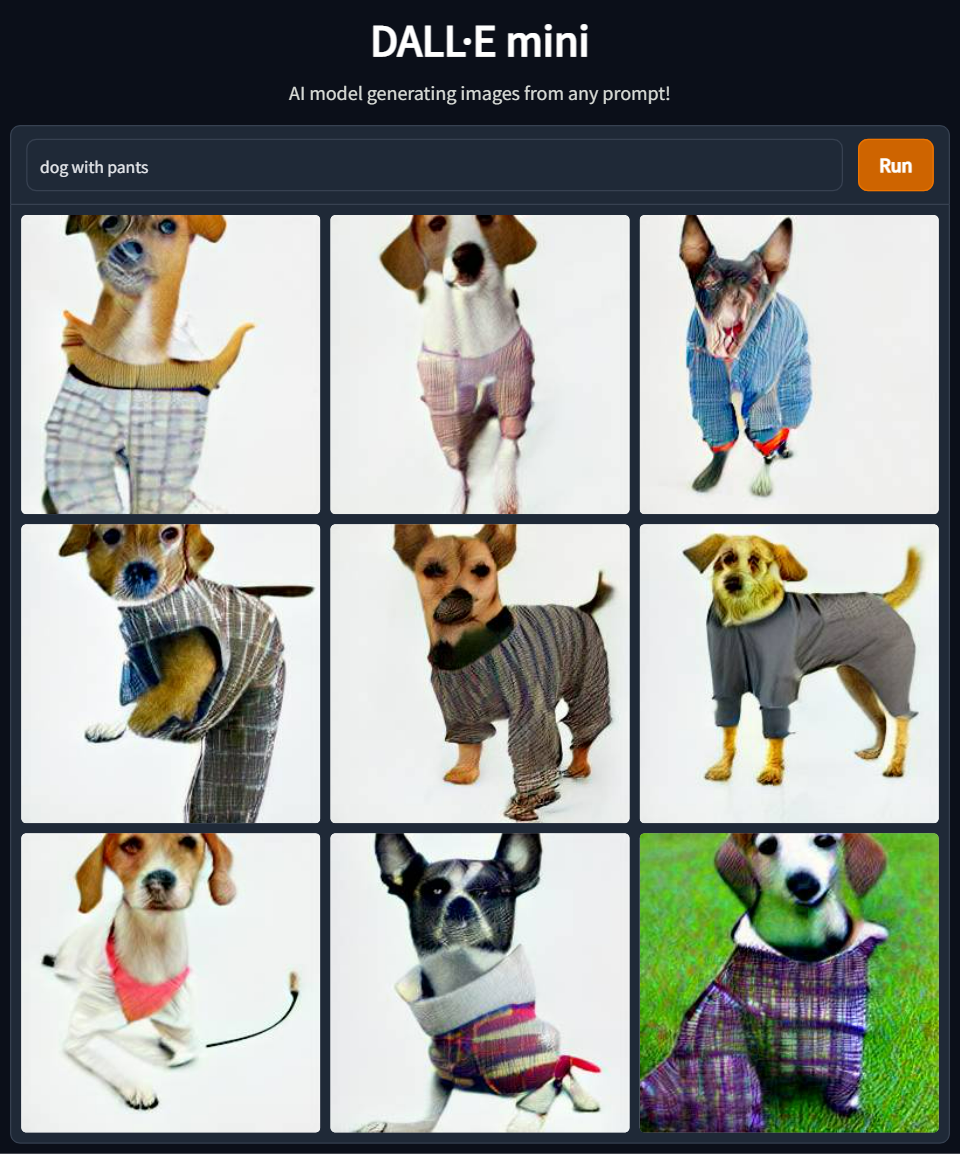 DALL·E mini
AI model generating images from any prompt!
dog with pants
Run